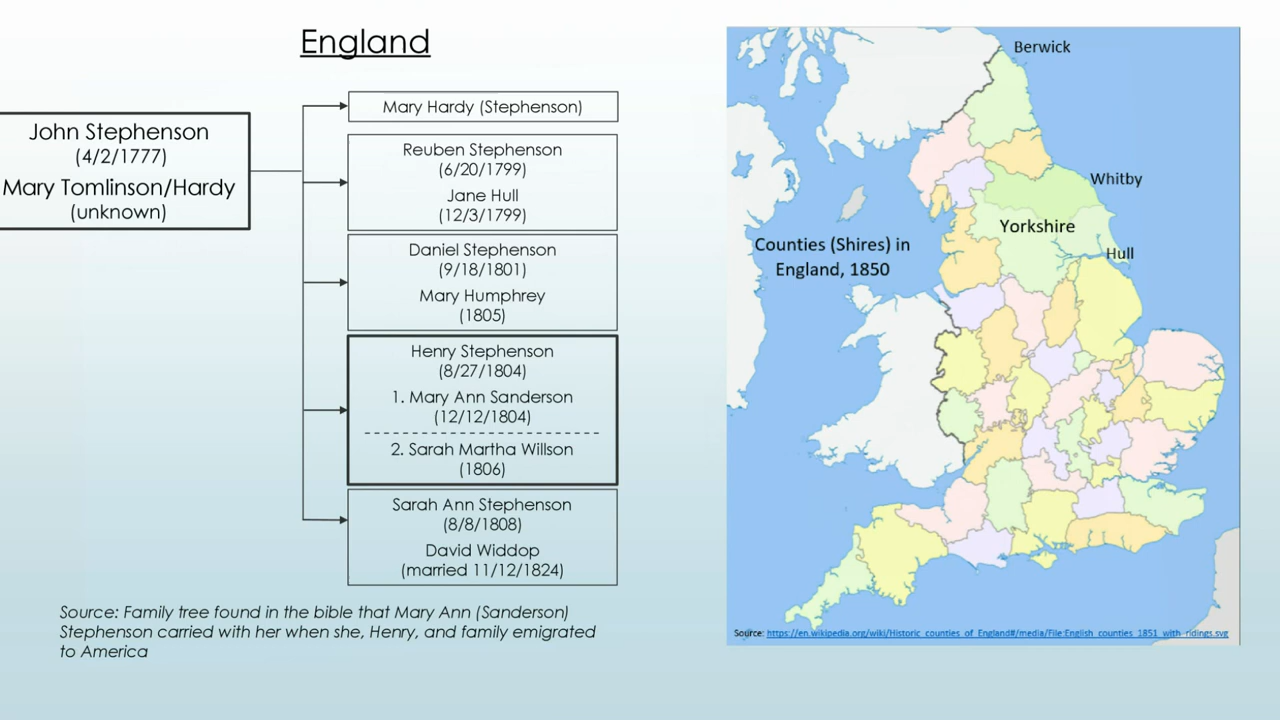 England
John Stephenson
(4/2/1777)
Mary Tomlinson/Hardy
(unknown)
Mary Hardy (Stephenson)
Reuben Stephenson
(6/20/1799)
Jane Hull
(12/3/1799)
Daniel Stephenson
(9/18/1801)
Mary Humphrey
(1805)
Henry Stephenson
(8/27/1804)
1. Mary Ann Sanderson
(12/12/1804)
2. Sarah Martha Willson
(1806)
Sarah Ann Stephenson
(8/8/1808)
David Widdop
(married 11/12/1824)
Source: Family tree found in the bible that Mary Ann (Sanderson)
Stephenson carried with her when she, Henry, and family emigrated
to America
Berwick
Whitby
Yorkshire
Hull
Counties (Shires) in
England, 1850
Source: https://en.wikipedia.org/wiki/Historic_counties_of_England#/media/File:English_counties_1851_with_ridings.svg